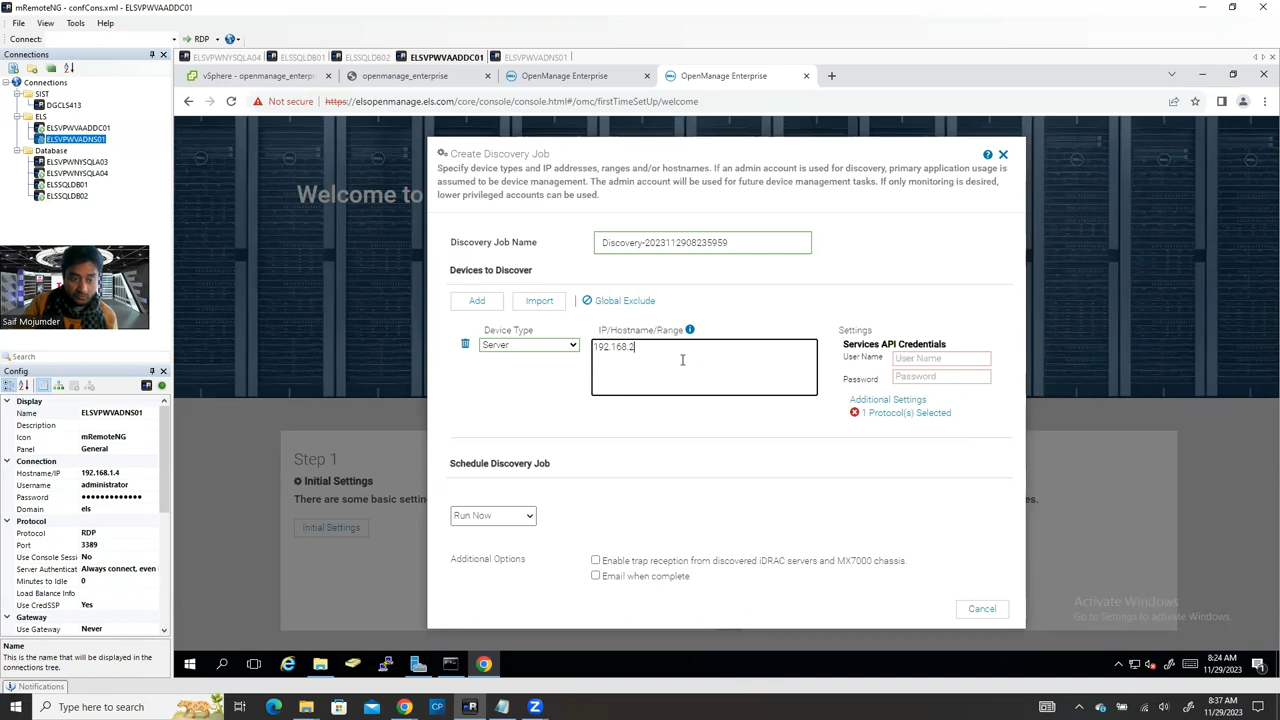 mRemoteNG - confCons.xml - ELSVPWVAADDC01
File View Tools Help
Connect: RDP
Connections
Connections
SIST
DGCLS413
ELS
ELSVPWVAADDC01
ELSVPWVADNS01
Database
ELSVPWNYSQLA03
ELSVPWNYSQLA04
ELSSQLDB01
ELSSQLDB02
Saif Mojumder
Search
Config
Display
Name ELSVPWVADNS01
Description
Icon mRemoteNG
Panel General
Connection
Hostname/IP 192.168.1.4
Username administrator
Password ●●●●●●●●●●●●●
Domain els
Protocol
Protocol RDP
Port 3389
Use Console Sessi No
Server Authenticat Always connect, even
Minutes to Idle 0
Load Balance Info
Use CredSSP Yes
Gateway
Use Gateway Never
Name
This is the name that will be displayed in the connections tree.
Notifications
ELSVPWNYSQLA04 ELSSQLDB01 ELSSQLDB02 ELSVPWVAADDC01 ELSVPWVADNS01
vSphere - openmanage_enterpr openmanage_enterprise OpenManage Enterprise OpenManage Enterprise
Not secure https://elsopenmanage.els.com/core/console/console.html#/omc/firstTimeSetUp/welcome
Welcome to
Step 1
Initial Settings
There are some basic settin
es.
Initial Settings
Create Discovery Job
Specify device types and IP addresses, ranges and/or hostnames. If an admin account is used for discovery, primary application usage is
assumed to be device management. The admin account will be used for future device management tasks. If only monitoring is desired,
lower privileged accounts can be used.
Discovery Job Name Discovery-2023112908235959
Devices to Discover
Add Import Global Exclude
Device Type IP/Hostname/Range Settings
Server 192.168.2
Services API Credentials
User Name User Name
Password Password
Additional Settings
1 Protocol(s) Selected
Schedule Discovery Job
Run Now
Additional Options Enable trap reception from discovered iDRAC servers and MX7000 chassis.
Email when complete
Cancel
Activate Windows
Go to Settings to activate Windows.
8:24 AM
11/29/2023
Type here to search
8:37 AM
11/29/2023